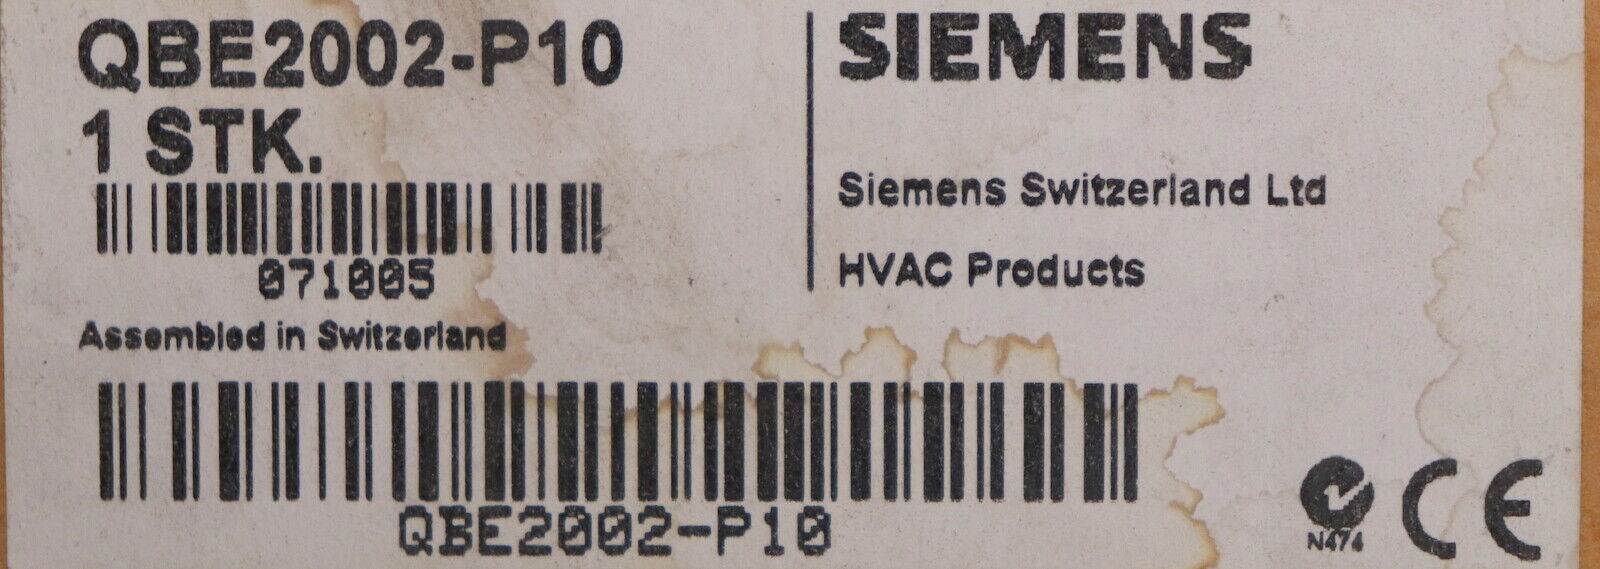 QBE2002-P10
1 STK.
071005
Assembled in Switzerland
QBE2002-P10
SIEMENS
Siemens Switzerland Ltd
HVAC Products
N474
CE